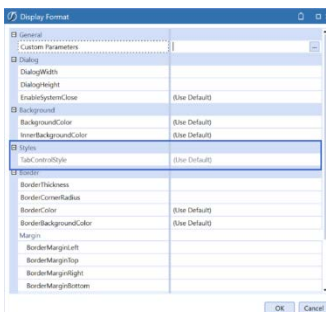 Display Format
General
Custom Parameters
...
Dialog
DialogWidth
DialogHeight
EnableSystemClose (Use Default)
Background
BackgroundColor (Use Default)
InnerBackgroundColor (Use Default)
Styles
TabControlStyle (Use Default)
Border
BorderThickness
BorderCornerRadius
BorderColor (Use Default)
BorderBackgroundColor (Use Default)
Margin
BorderMarginLeft
BorderMarginTop
BorderMarginRight
BorderMarginBottom
OK Cancel